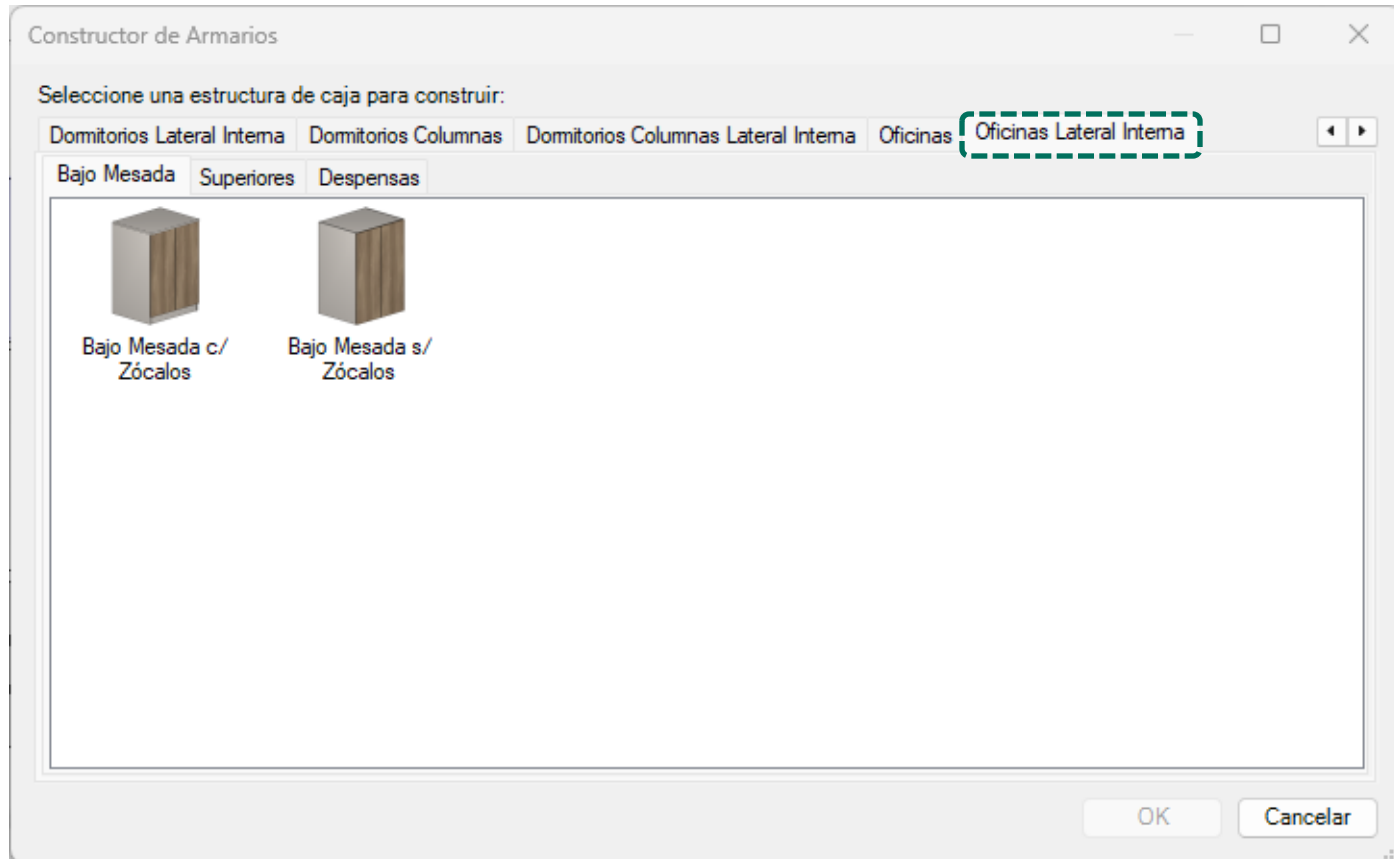 Constructor de Armarios
Seleccione una estructura de caja para construir:
Dormitorios Lateral Interna Dormitorios Columnas Dormitorios Columnas Lateral Interna Oficinas Oficinas Lateral Interna
Bajo Mesada Superiores Despensas
Bajo Mesada c/ Bajo Mesada s/
Zócalos Zócalos
OK Cancelar